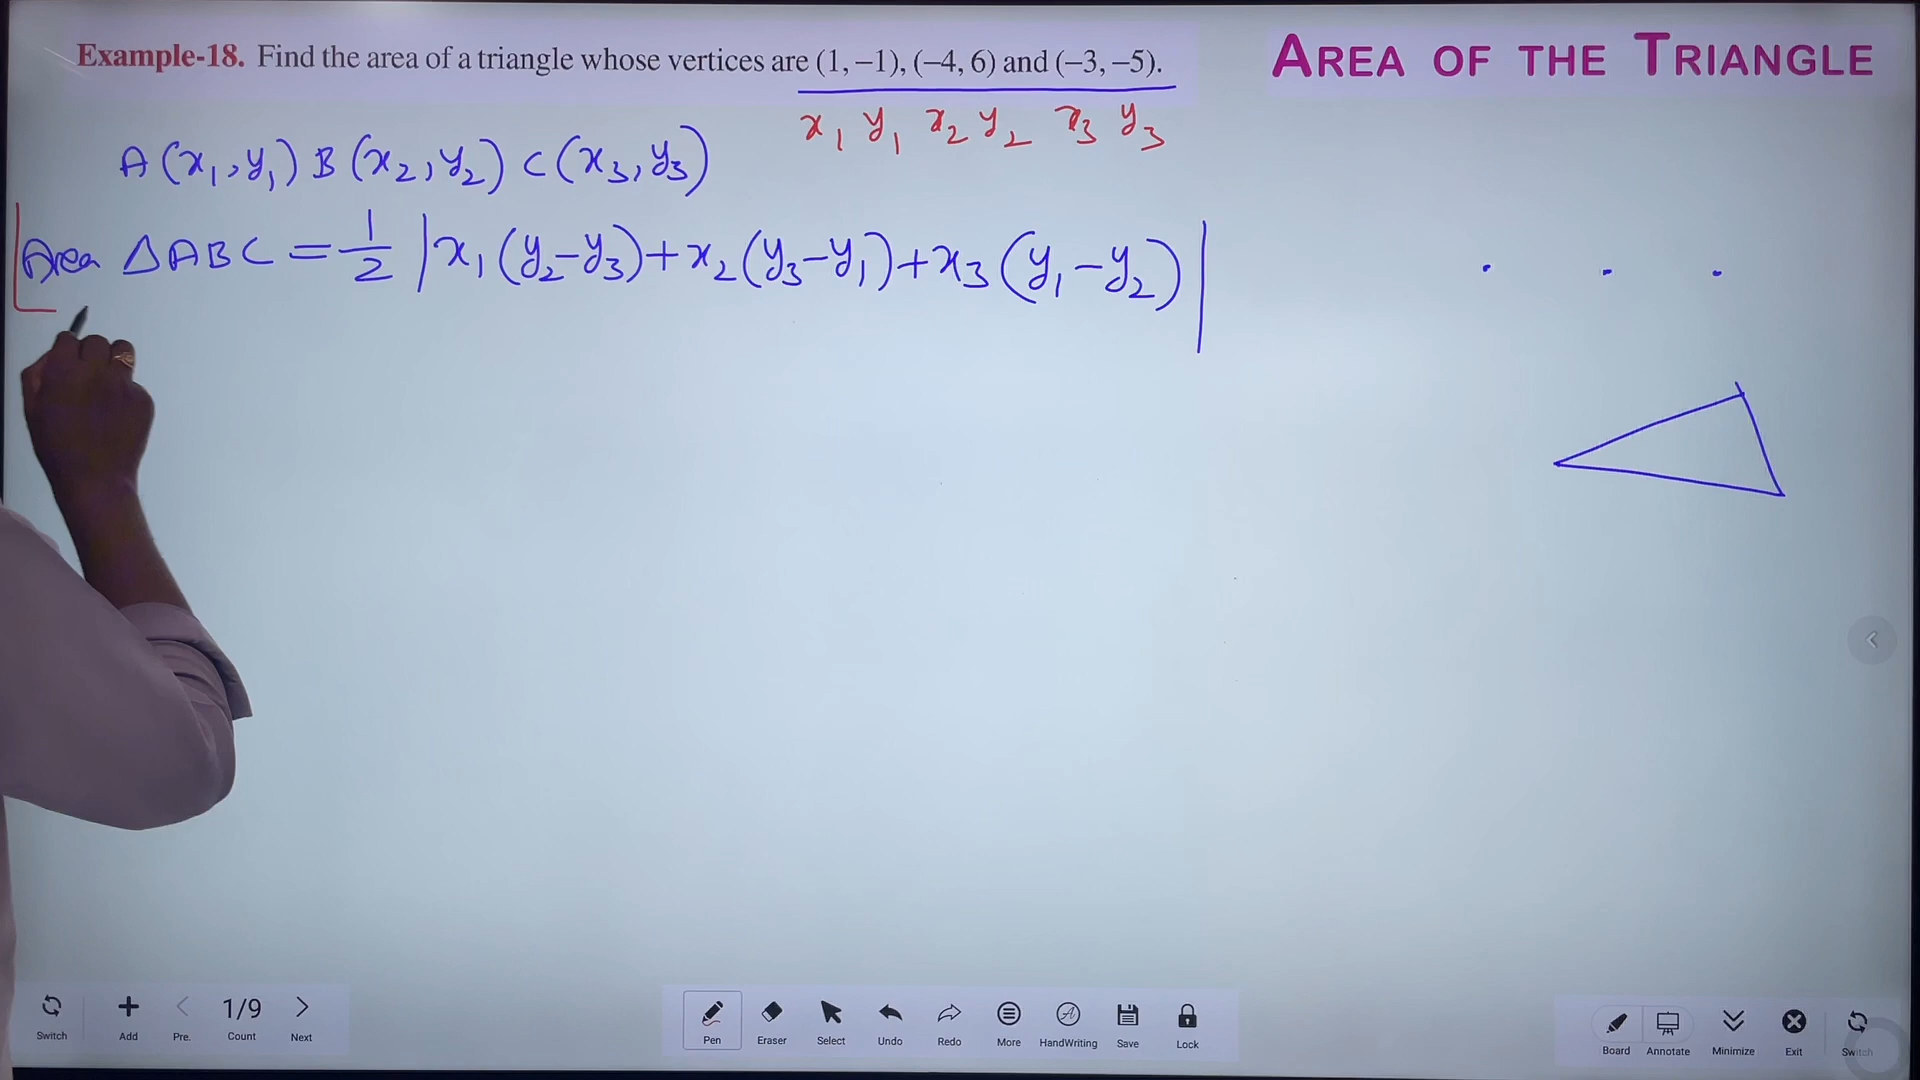 Example-18. Find the area of a triangle whose vertices are (1, −1), (−4, 6) and (−3, −5).
AREA OF THE TRIANGLE
x₁ y₁ x₂ y₂ x₃ y₃
A (x₁, y₁) B (x₂, y₂) C (x₃, y₃)
Area △ABC = 1/2 |x₁(y₂−y₃)+x₂(y₃−y₁)+x₃(y₁−y₂)|
Switch
Add
Pre.
1/9
Count
Next
Pen
Eraser
Select
Undo
Redo
More
HandWriting
Save
Lock
Board
Annotate
Minimize
Exit
Switch